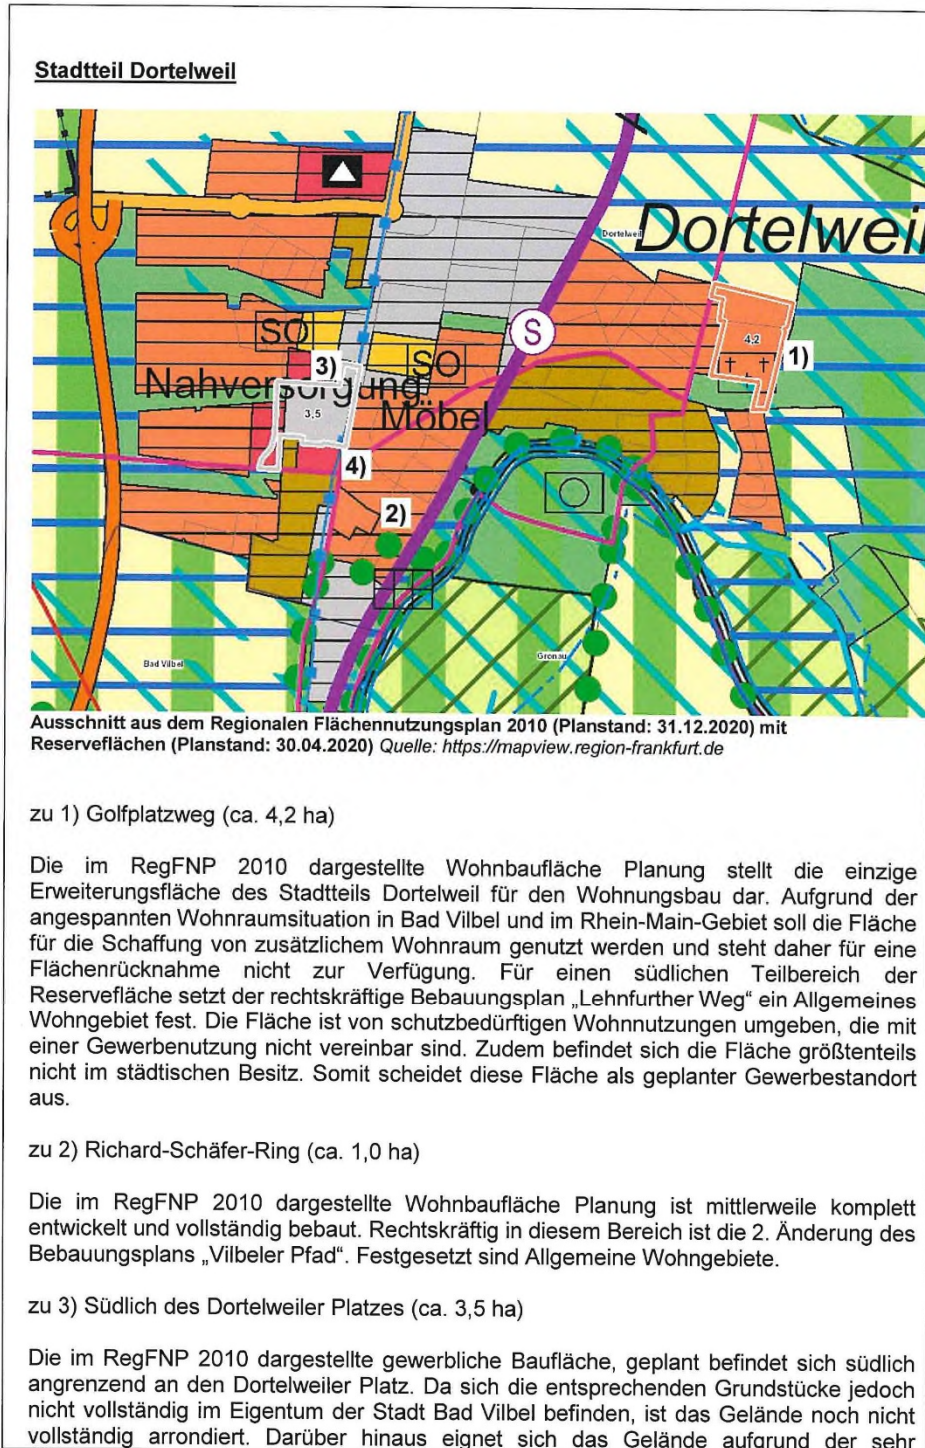 Stadtteil Dortelweil
Dortelweil
Dortelweil
SO
4,2
1)
3)
SO
Nahversorgung
3,5
Möbel
S
4)
2)
Bad Vilbel
Gronau
Ausschnitt aus dem Regionalen Flächennutzungsplan 2010 (Planstand: 31.12.2020) mit
Reserveflächen (Planstand: 30.04.2020) Quelle: https://mapview.region-frankfurt.de
zu 1) Golfplatzweg (ca. 4,2 ha)
Die im RegFNP 2010 dargestellte Wohnbaufläche Planung stellt die einzige
Erweiterungsfläche des Stadtteils Dortelweil für den Wohnungsbau dar. Aufgrund der
angespannten Wohnraumsituation in Bad Vilbel und im Rhein-Main-Gebiet soll die Fläche
für die Schaffung von zusätzlichem Wohnraum genutzt werden und steht daher für eine
Flächenrücknahme nicht zur Verfügung. Für einen südlichen Teilbereich der
Reservefläche setzt der rechtskräftige Bebauungsplan „Lehnfurther Weg“ ein Allgemeines
Wohngebiet fest. Die Fläche ist von schutzbedürftigen Wohnnutzungen umgeben, die mit
einer Gewerbenutzung nicht vereinbar sind. Zudem befindet sich die Fläche größtenteils
nicht im städtischen Besitz. Somit scheidet diese Fläche als geplanter Gewerbestandort
aus.
zu 2) Richard-Schäfer-Ring (ca. 1,0 ha)
Die im RegFNP 2010 dargestellte Wohnbaufläche Planung ist mittlerweile komplett
entwickelt und vollständig bebaut. Rechtskräftig in diesem Bereich ist die 2. Änderung des
Bebauungsplans „Vilbeler Pfad“. Festgesetzt sind Allgemeine Wohngebiete.
zu 3) Südlich des Dortelweiler Platzes (ca. 3,5 ha)
Die im RegFNP 2010 dargestellte gewerbliche Baufläche, geplant befindet sich südlich
angrenzend an den Dortelweiler Platz. Da sich die entsprechenden Grundstücke jedoch
nicht vollständig im Eigentum der Stadt Bad Vilbel befinden, ist das Gelände noch nicht
vollständig arrondiert. Darüber hinaus eignet sich das Gelände aufgrund der sehr